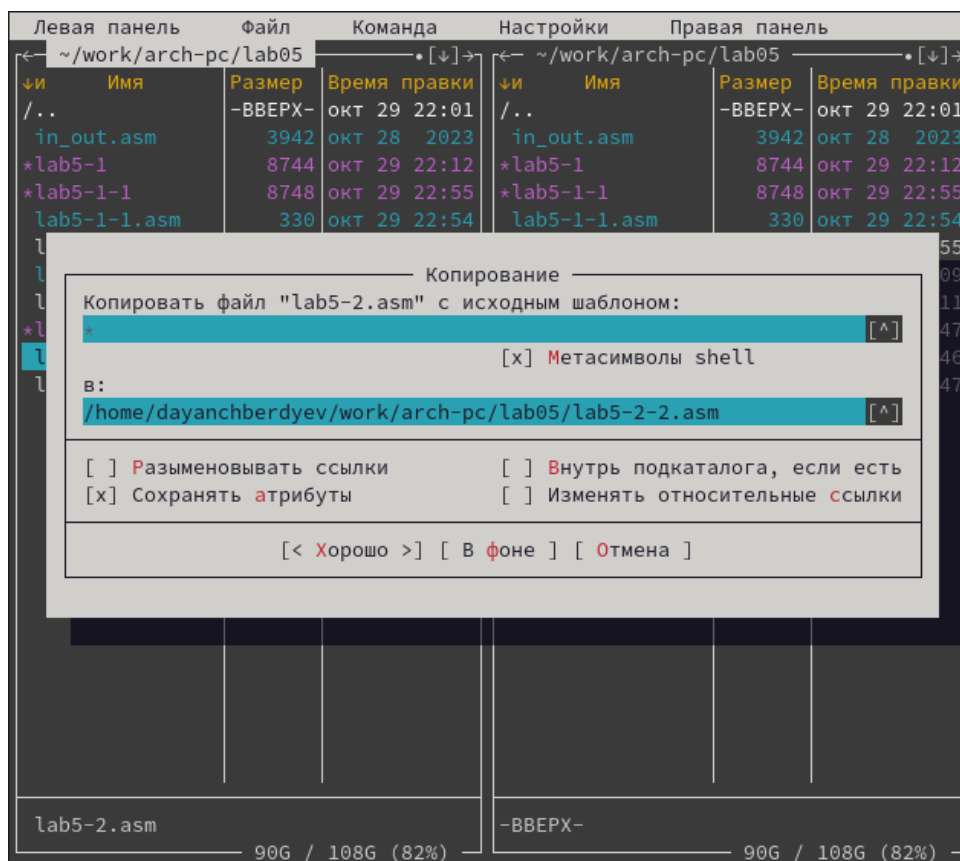 Левая панель Файл Команда Настройки Правая панель
←— ~/work/arch-pc/lab05 •[↓]→ ←— ~/work/arch-pc/lab05 •[↓]→
↓и Имя Размер Время правки ↓и Имя Размер Время правки
/.. -ВВЕРХ- окт 29 22:01 /.. -ВВЕРХ- окт 29 22:01
in_out.asm 3942 окт 28 2023 in_out.asm 3942 окт 28 2023
*lab5-1 8744 окт 29 22:12 *lab5-1 8744 окт 29 22:12
*lab5-1-1 8748 окт 29 22:55 *lab5-1-1 8748 окт 29 22:55
lab5-1-1.asm 330 окт 29 22:54 lab5-1-1.asm 330 окт 29 22:54
l 55
l Копирование 09
l Копировать файл "lab5-2.asm" с исходным шаблоном: 11
*l * [^] 47
l [x] Метасимволы shell 46
l в: 47
/home/dayanchberdyev/work/arch-pc/lab05/lab5-2-2.asm [^]
[ ] Разыменовывать ссылки [ ] Внутрь подкаталога, если есть
[x] Сохранять атрибуты [ ] Изменять относительные ссылки
[< Хорошо >] [ В фоне ] [ Отмена ]
lab5-2.asm -ВВЕРХ-
90G / 108G (82%) 90G / 108G (82%)